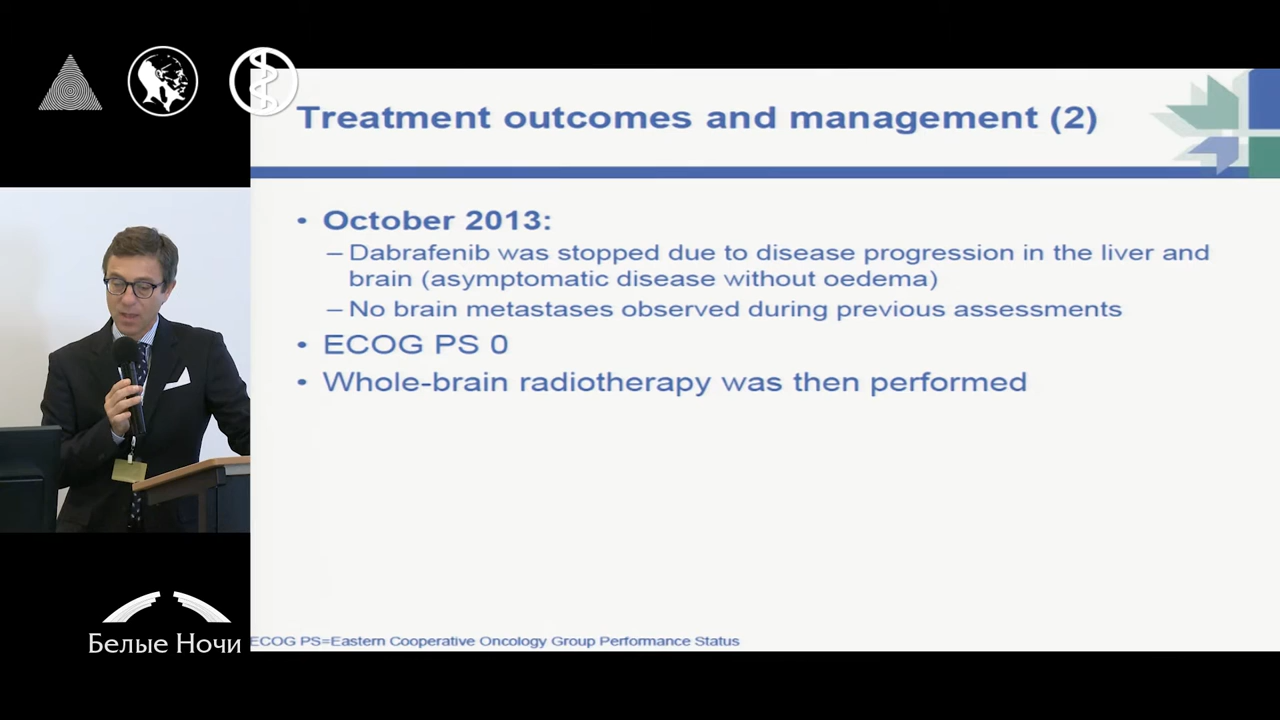 Treatment outcomes and management (2)
• October 2013:
– Dabrafenib was stopped due to disease progression in the liver and
brain (asymptomatic disease without oedema)
– No brain metastases observed during previous assessments
• ECOG PS 0
• Whole-brain radiotherapy was then performed
ECOG PS=Eastern Cooperative Oncology Group Performance Status
Белые Ночи